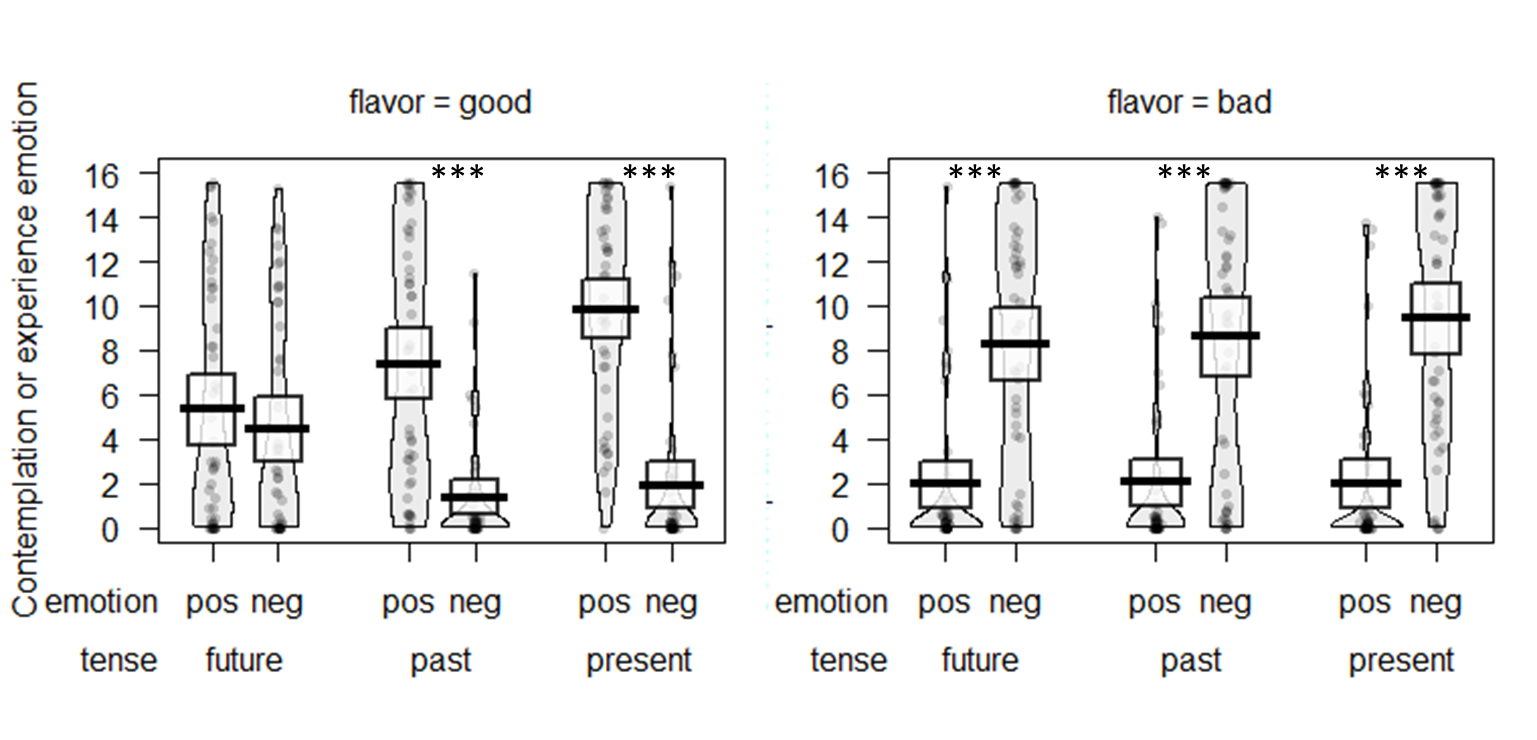 Contemplation or experience emotion
flavor = good
16
14
12
10
8
6
4
2
0
*** ***
emotion pos neg pos neg pos neg
tense future past present
flavor = bad
16
14
12
10
8
6
4
2
0
*** *** ***
emotion pos neg pos neg pos neg
tense future past present